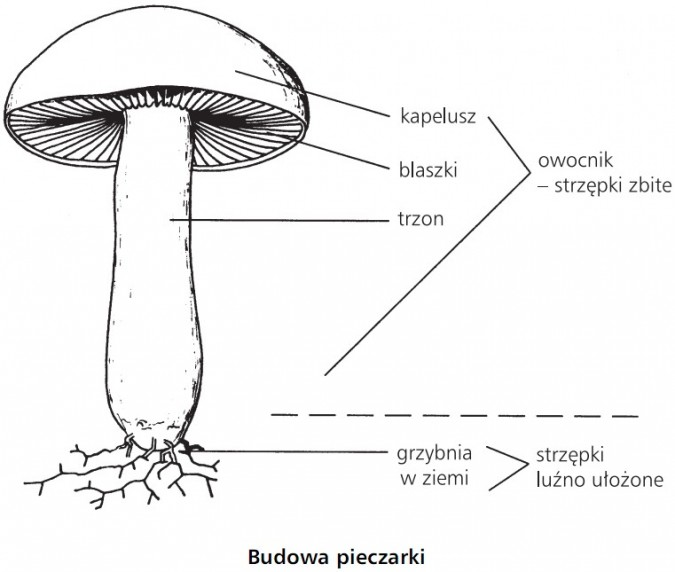 kapelusz
blaszki
trzon
owocnik
– strzępki zbite
grzybnia
w ziemi
strzępki
luźno ułożone
Budowa pieczarki